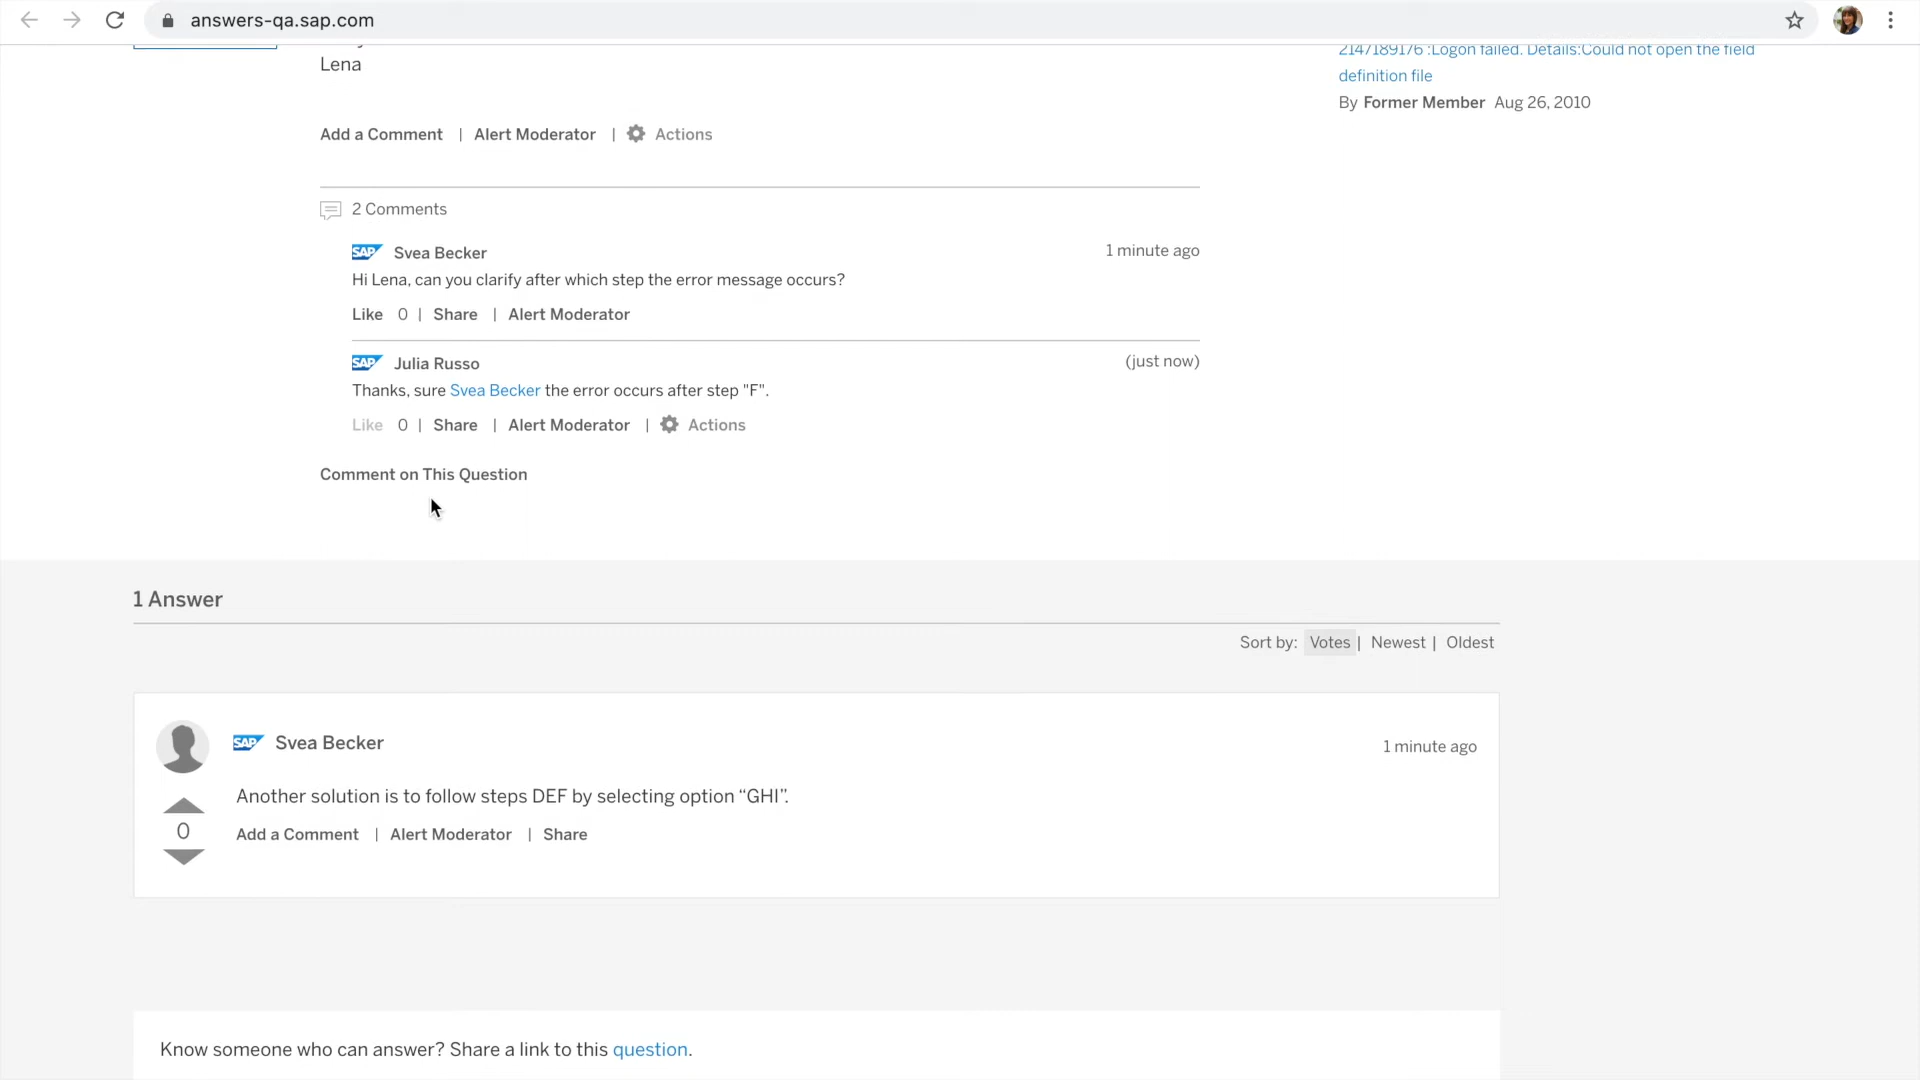 answers-qa.sap.com
Lena
Add a Comment | Alert Moderator | Actions
2147189176 :Logon failed. Details:Could not open the field
definition file
By Former Member Aug 26, 2010
2 Comments
SAP Svea Becker 1 minute ago
Hi Lena, can you clarify after which step the error message occurs?
Like 0 | Share | Alert Moderator
SAP Julia Russo (just now)
Thanks, sure Svea Becker the error occurs after step "F".
Like 0 | Share | Alert Moderator | Actions
Comment on This Question
1 Answer
Sort by: Votes | Newest | Oldest
SAP Svea Becker 1 minute ago
Another solution is to follow steps DEF by selecting option “GHI”.
0
Add a Comment | Alert Moderator | Share
Know someone who can answer? Share a link to this question.